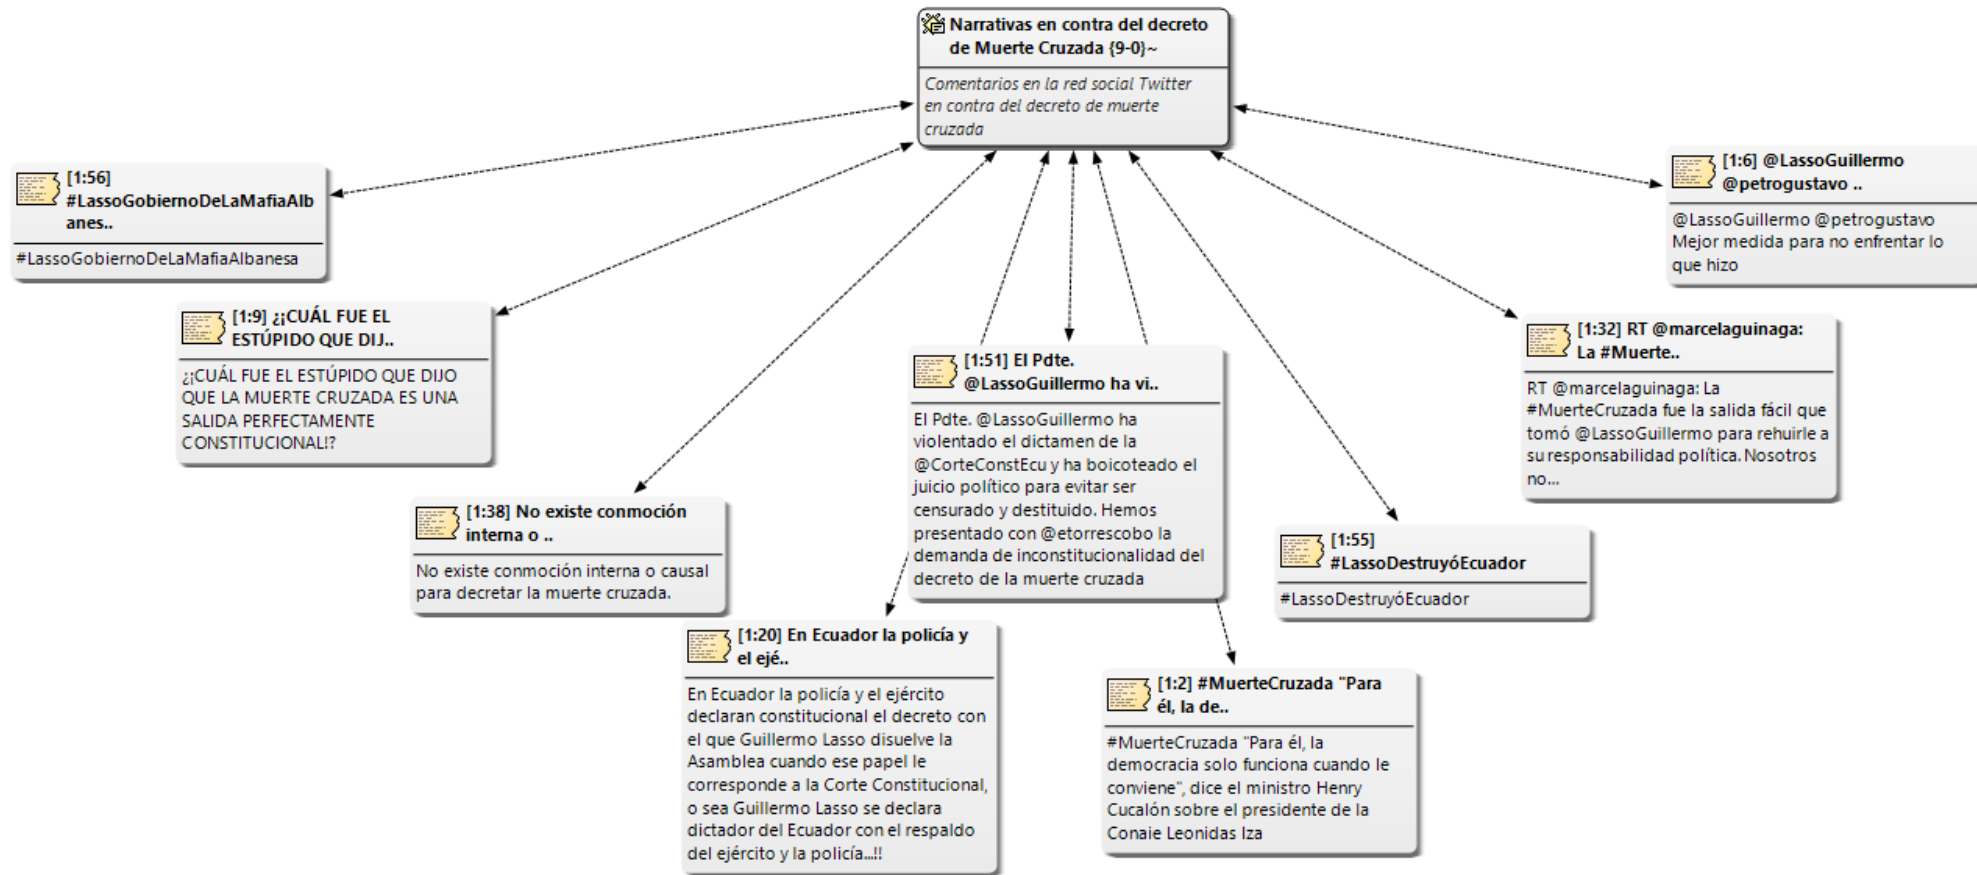 Narrativas en contra del decreto
de Muerte Cruzada {9-0}~
Comentarios en la red social Twitter
en contra del decreto de muerte
cruzada
[1:56]
#LassoGobiernoDeLaMafiaAlb
anes..
#LassoGobiernoDeLaMafiaAlbanesa
[1:6] @LassoGuillermo
@petrogustavo ..
@LassoGuillermo @petrogustavo
Mejor medida para no enfrentar lo
que hizo
[1:9] ¿¡CUÁL FUE EL
ESTÚPIDO QUE DIJ..
¿¡CUÁL FUE EL ESTÚPIDO QUE DIJO
QUE LA MUERTE CRUZADA ES UNA
SALIDA PERFECTAMENTE
CONSTITUCIONAL!?
[1:32] RT @marcelaguinaga:
La #Muerte..
RT @marcelaguinaga: La
#MuerteCruzada fue la salida fácil que
tomó @LassoGuillermo para rehuirle a
su responsabilidad política. Nosotros
no...
[1:51] El Pdte.
@LassoGuillermo ha vi..
El Pdte. @LassoGuillermo ha
violentado el dictamen de la
@CorteConstEcu y ha boicoteado el
juicio político para evitar ser
censurado y destituido. Hemos
presentado con @etorrescobo la
demanda de inconstitucionalidad del
decreto de la muerte cruzada
[1:38] No existe conmoción
interna o ..
No existe conmoción interna o causal
para decretar la muerte cruzada.
[1:55]
#LassoDestruyóEcuador
#LassoDestruyóEcuador
[1:20] En Ecuador la policía y
el ejé..
En Ecuador la policía y el ejército
declaran constitucional el decreto con
el que Guillermo Lasso disuelve la
Asamblea cuando ese papel le
corresponde a la Corte Constitucional,
o sea Guillermo Lasso se declara
dictador del Ecuador con el respaldo
del ejército y la policía...!!
[1:2] #MuerteCruzada "Para
él, la de..
#MuerteCruzada "Para él, la
democracia solo funciona cuando le
conviene", dice el ministro Henry
Cucalón sobre el presidente de la
Conaie Leonidas Iza